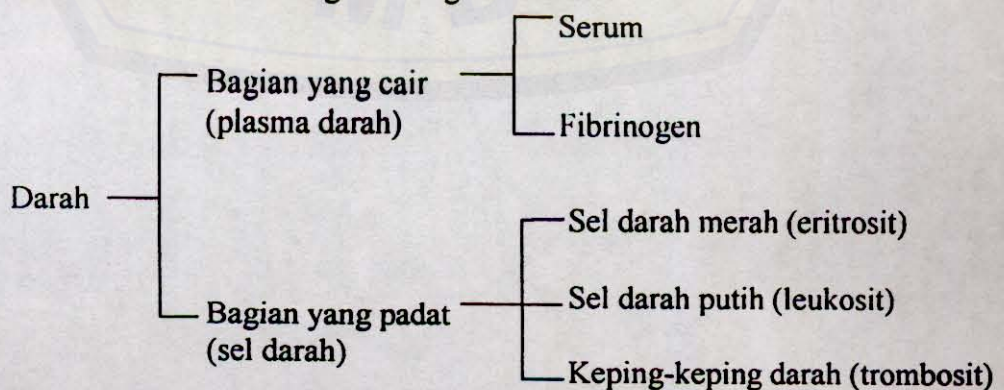 Serum
Bagian yang cair
(plasma darah)
Fibrinogen
Darah
Sel darah merah (eritrosit)
Sel darah putih (leukosit)
Bagian yang padat
(sel darah)
Keping-keping darah (trombosit)